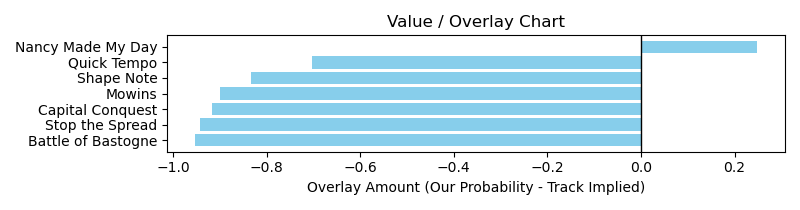 Value / Overlay Chart
Nancy Made My Day
Quick Tempo
Shape Note
Mowins
Capital Conquest
Stop the Spread
Battle of Bastogne
−1.0 −0.8 −0.6 −0.4 −0.2 0.0 0.2
Overlay Amount (Our Probability - Track Implied)